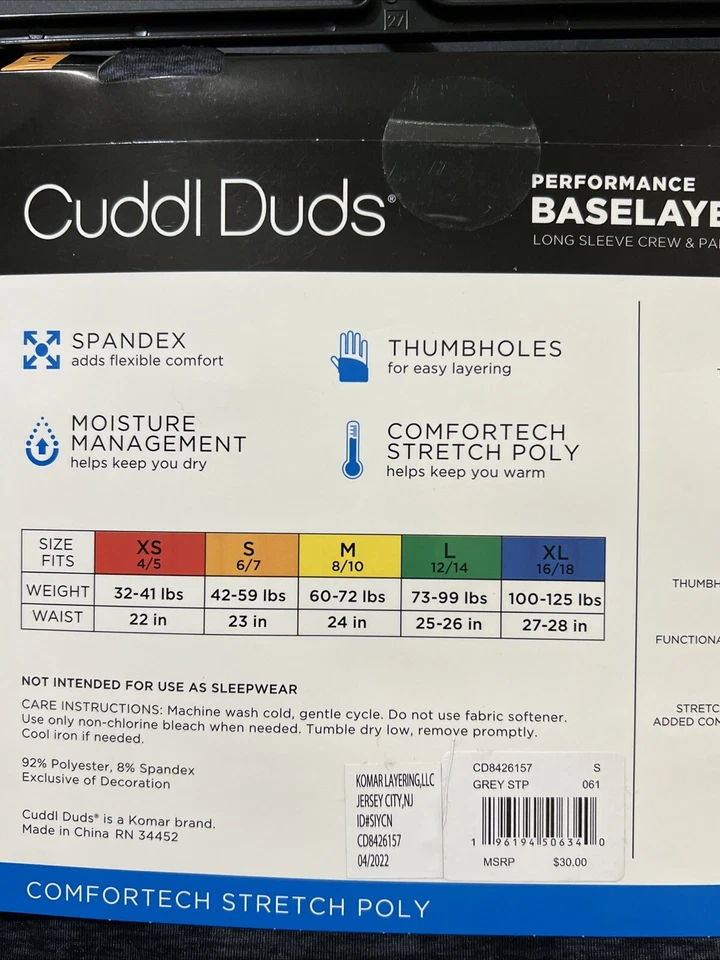 27
S
Cuddl Duds®
PERFORMANCE
BASELAYE
LONG SLEEVE CREW & PA
SPANDEX
adds flexible comfort
THUMBHOLES
for easy layering
MOISTURE
MANAGEMENT
helps keep you dry
COMFORTECH
STRETCH POLY
helps keep you warm
SIZE FITS XS 4/5 S 6/7 M 8/10 L 12/14 XL 16/18
WEIGHT 32-41 lbs 42-59 lbs 60-72 lbs 73-99 lbs 100-125 lbs
WAIST 22 in 23 in 24 in 25-26 in 27-28 in
THUMBH
FUNCTIONA
STRETC
ADDED COM
NOT INTENDED FOR USE AS SLEEPWEAR
CARE INSTRUCTIONS: Machine wash cold, gentle cycle. Do not use fabric softener.
Use only non-chlorine bleach when needed. Tumble dry low, remove promptly.
Cool iron if needed.
92% Polyester, 8% Spandex
Exclusive of Decoration
Cuddl Duds® is a Komar brand.
Made in China RN 34452
KOMAR LAYERING,LLC
JERSEY CITY,NJ
ID#SIYCN
CD8426157
04/2022
CD8426157 S
GREY STP 061
1 96194 50634 0
MSRP $30.00
COMFORTECH STRETCH POLY